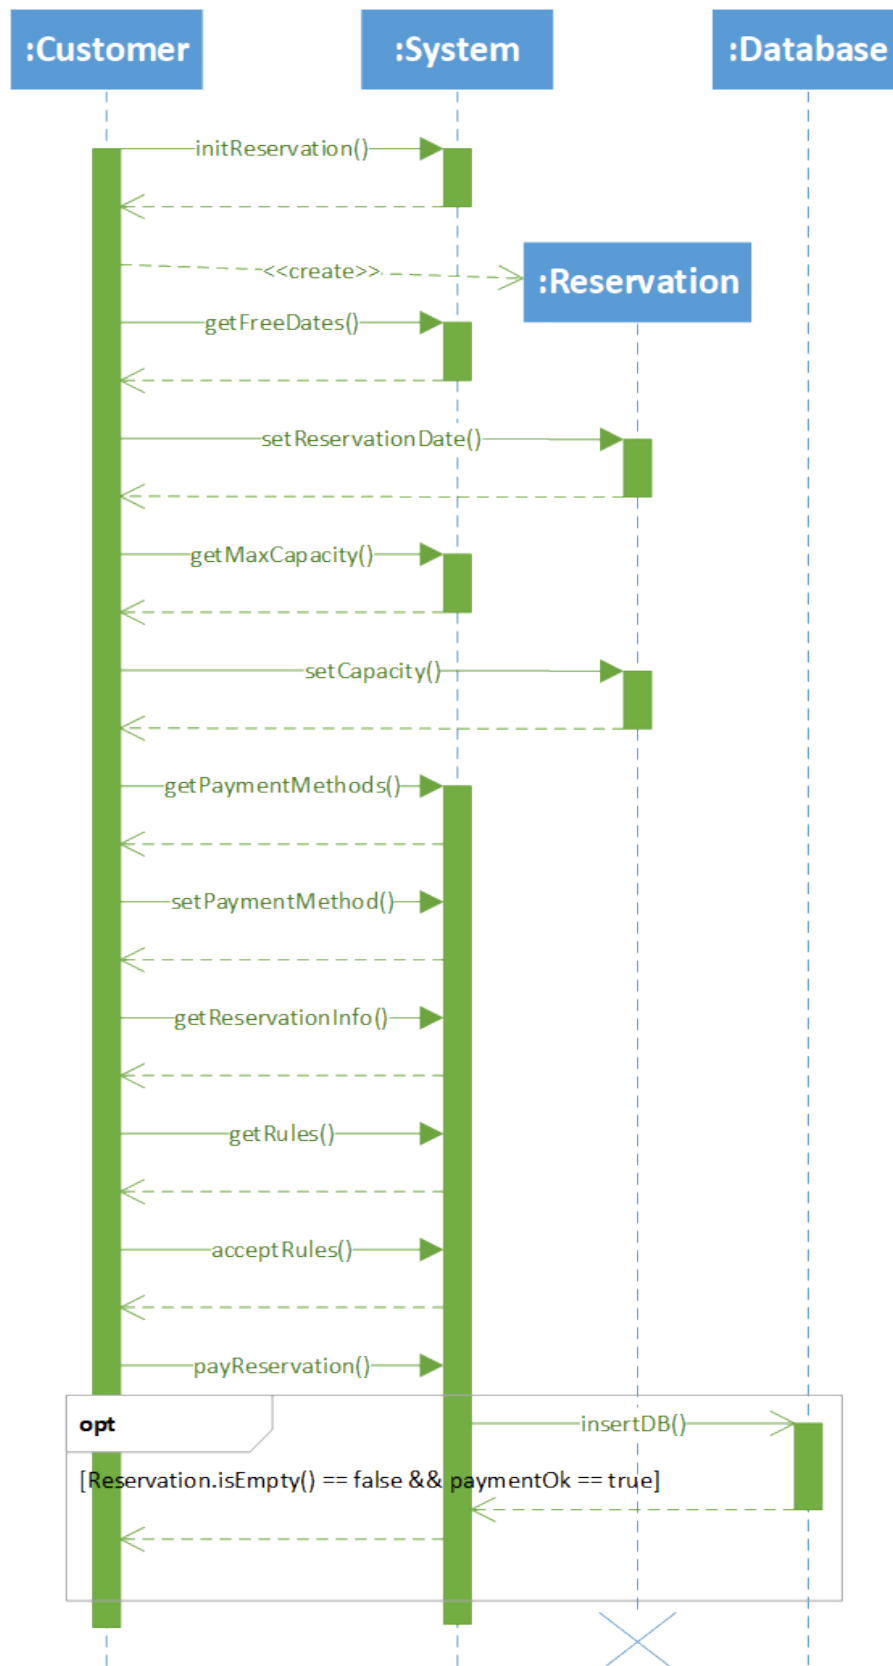 :Customer
:System
:Database
initReservation()
<<create>>
:Reservation
getFreeDates()
setReservationDate()
getMaxCapacity()
setCapacity()
getPaymentMethods()
setPaymentMethod()
getReservationInfo()
getRules()
acceptRules()
payReservation()
opt
insertDB()
[Reservation.isEmpty() == false && paymentOk == true]